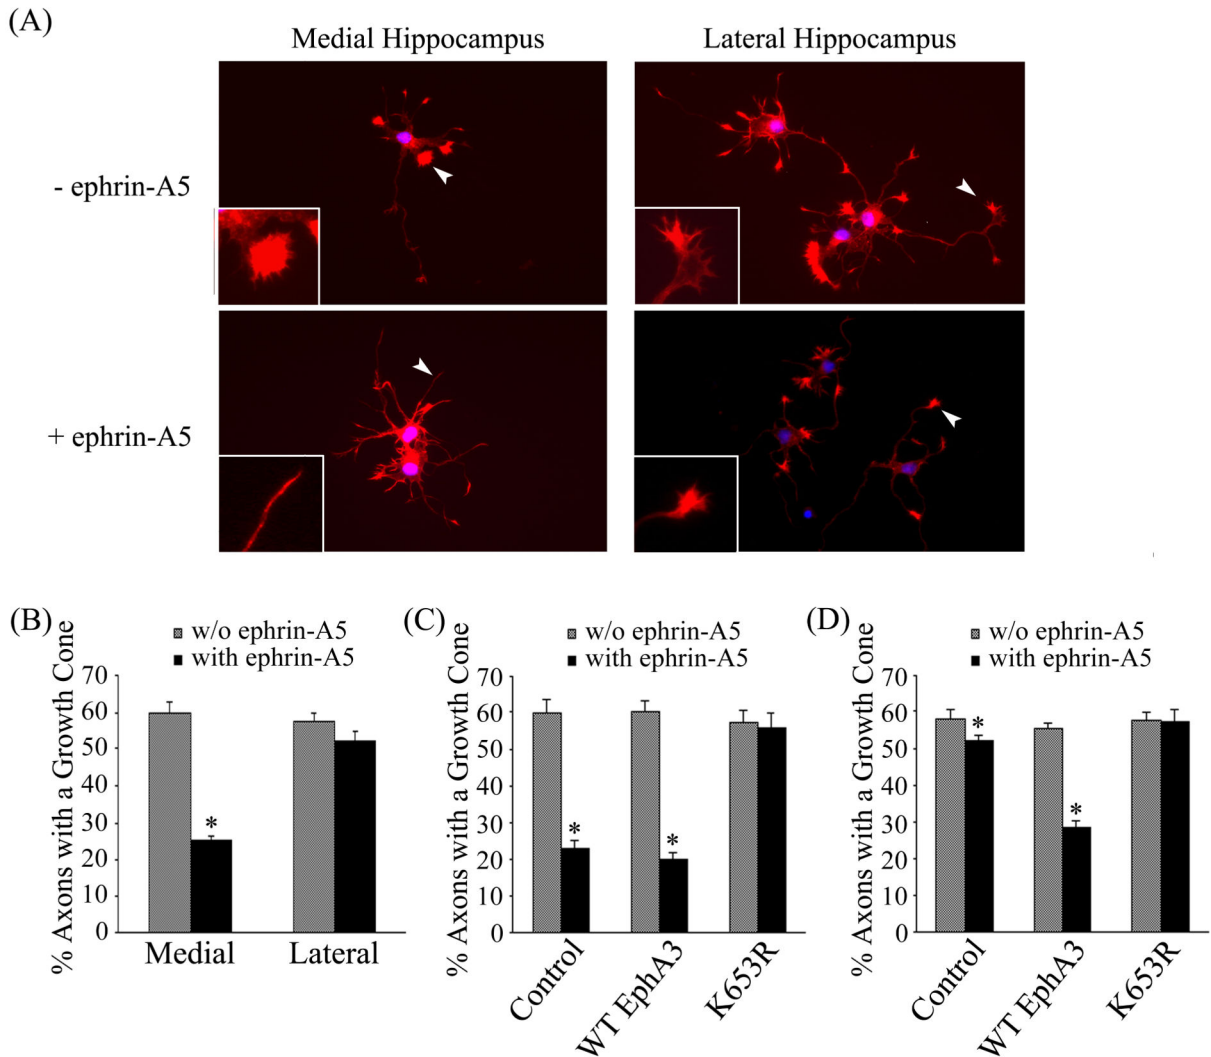 (A)
Medial Hippocampus
Lateral Hippocampus
- ephrin-A5
+ ephrin-A5
(B)
w/o ephrin-A5
with ephrin-A5
% Axons with a Growth Cone
70
60
50
40
30
20
10
0
Medial
Lateral
*
(C)
w/o ephrin-A5
with ephrin-A5
% Axons with a Growth Cone
70
60
50
40
30
20
10
0
Control
WT EphA3
K653R
*
*
(D)
w/o ephrin-A5
with ephrin-A5
% Axons with a Growth Cone
70
60
50
40
30
20
10
0
Control
WT EphA3
K653R
*
*